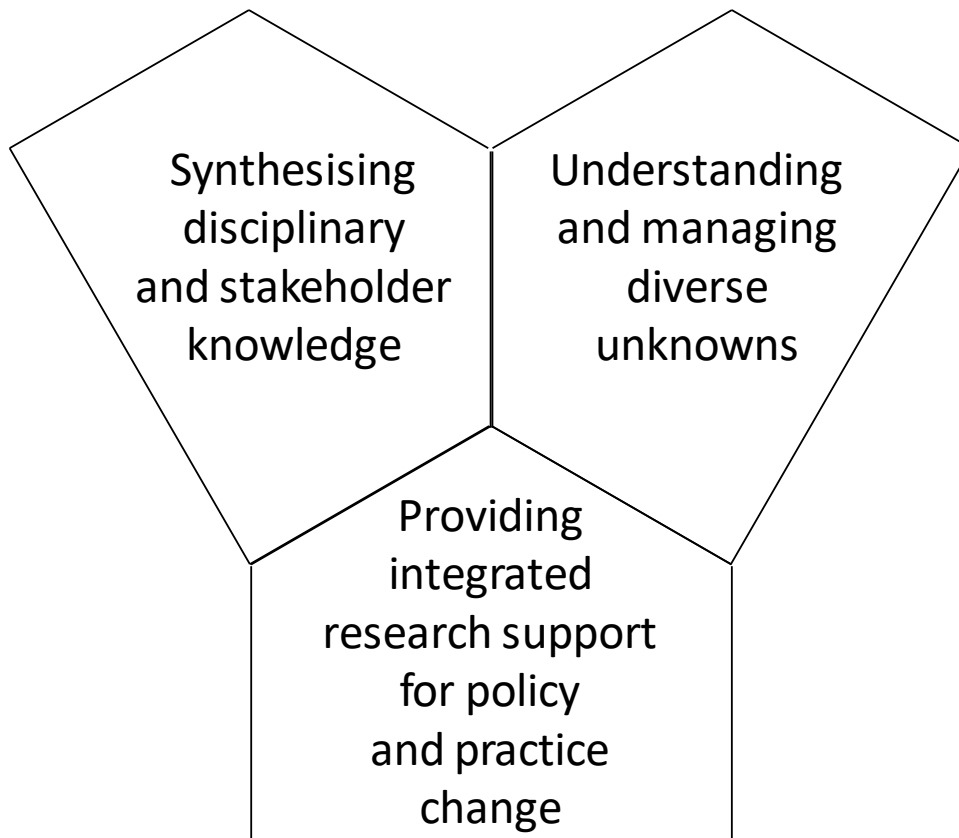 Synthesising
disciplinary
and stakeholder
knowledge
Understanding
and managing
diverse
unknowns
Providing
integrated
research support
for policy
and practice
change